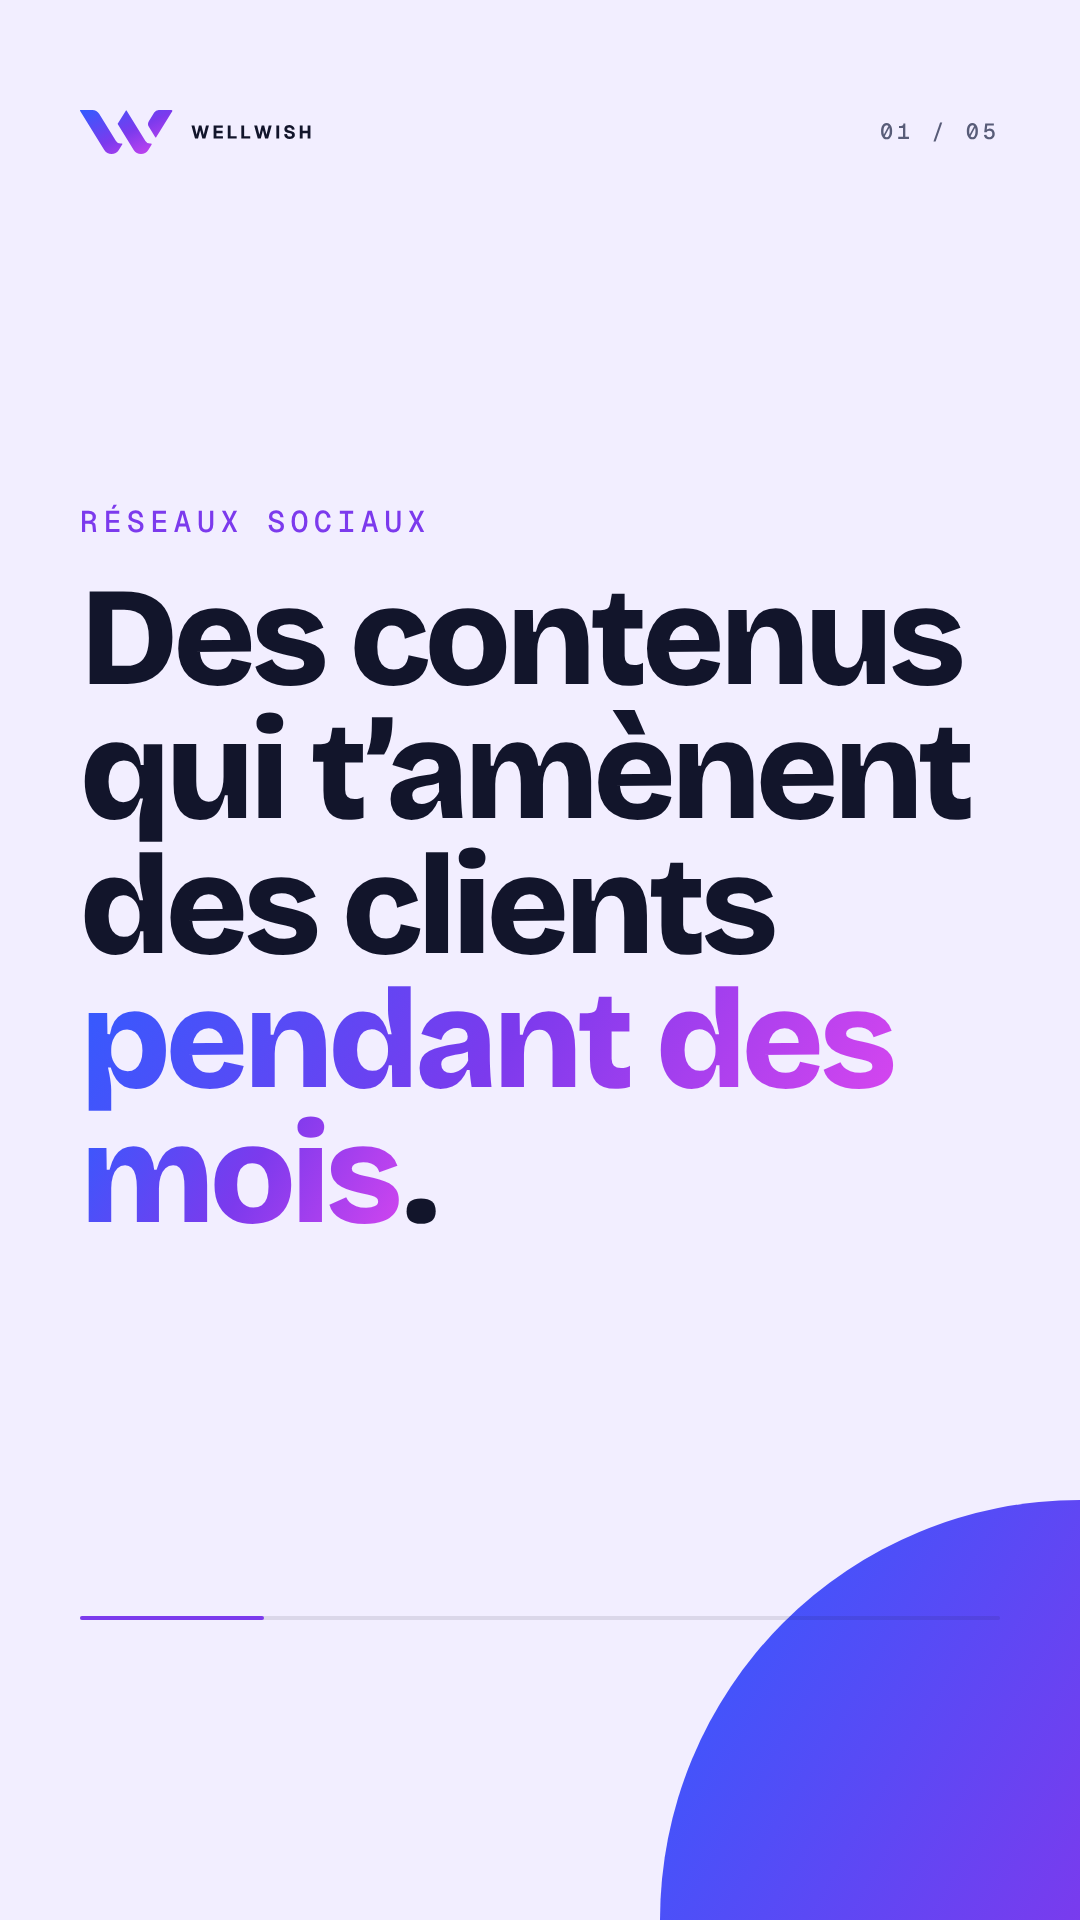 WELLWISH
01 / 05
RÉSEAUX SOCIAUX
Des contenus
qui t’amènent
des clients
pendant des
mois.